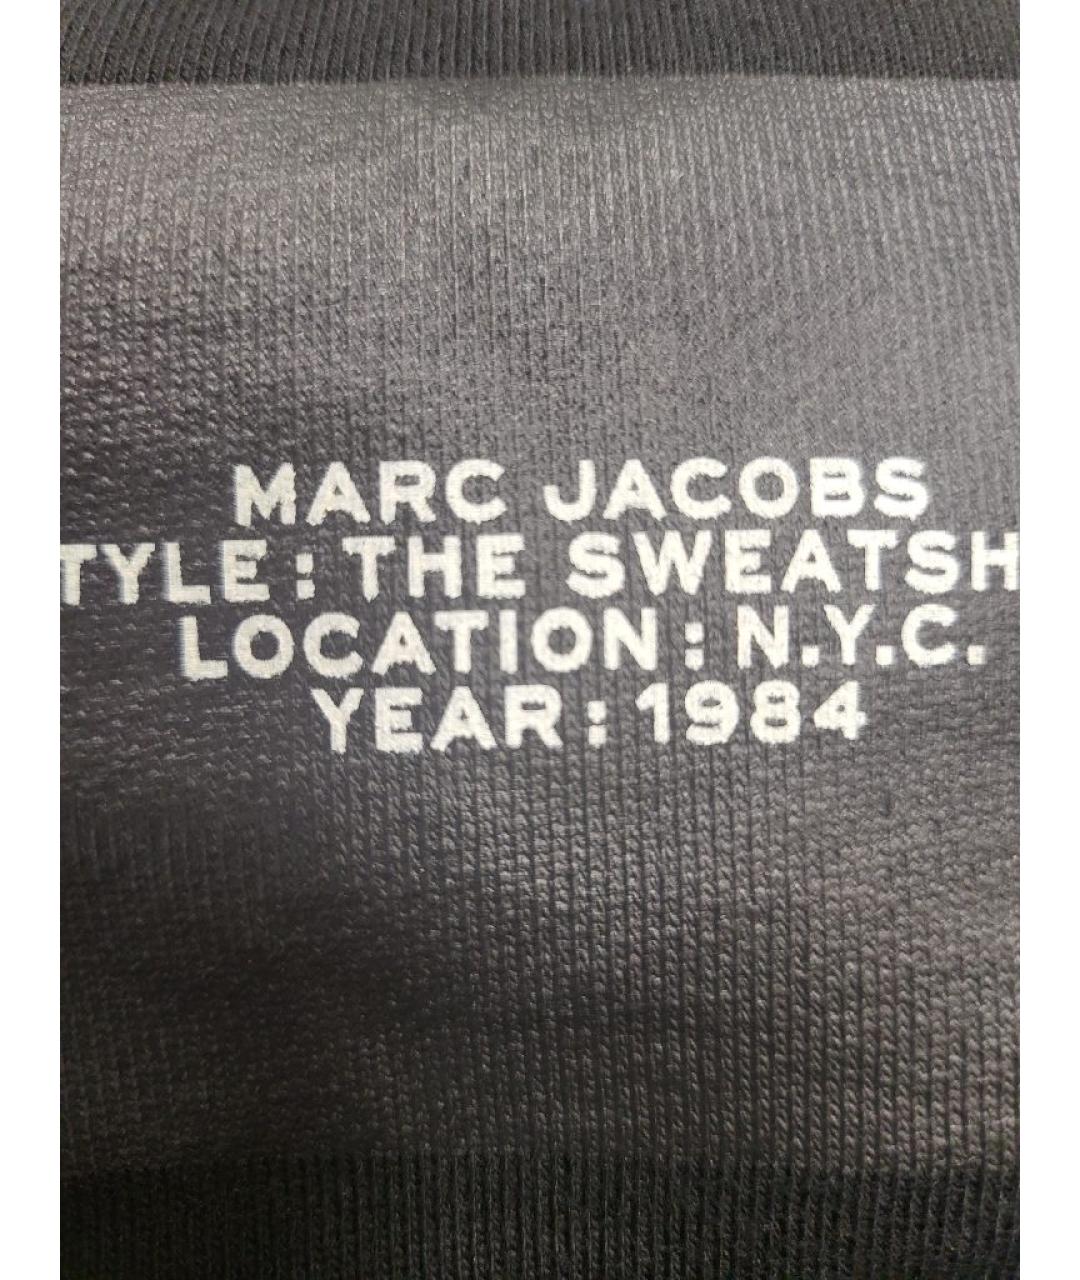 MARC JACOBS
TYLE: THE SWEATSH
LOCATION: N.Y.C.
YEAR: 1984